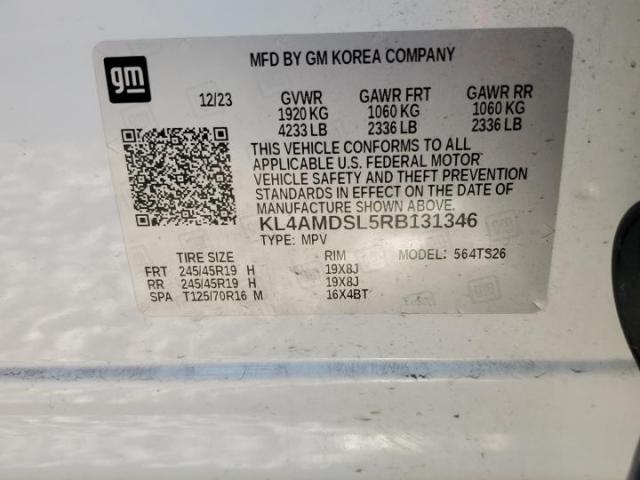 gm
MFD BY GM KOREA COMPANY
12/23 GVWR GAWR FRT GAWR RR
1920 KG 1060 KG 1060 KG
4233 LB 2336 LB 2336 LB
THIS VEHICLE CONFORMS TO ALL
APPLICABLE U.S. FEDERAL MOTOR
VEHICLE SAFETY AND THEFT PREVENTION
STANDARDS IN EFFECT ON THE DATE OF
MANUFACTURE SHOWN ABOVE.
KL4AMDSL5RB131346
TYPE: MPV MODEL: 564TS26
TIRE SIZE RIM
FRT 245/45R19 H 19X8J
RR 245/45R19 H 19X8J
SPA T125/70R16 M 16X4BT